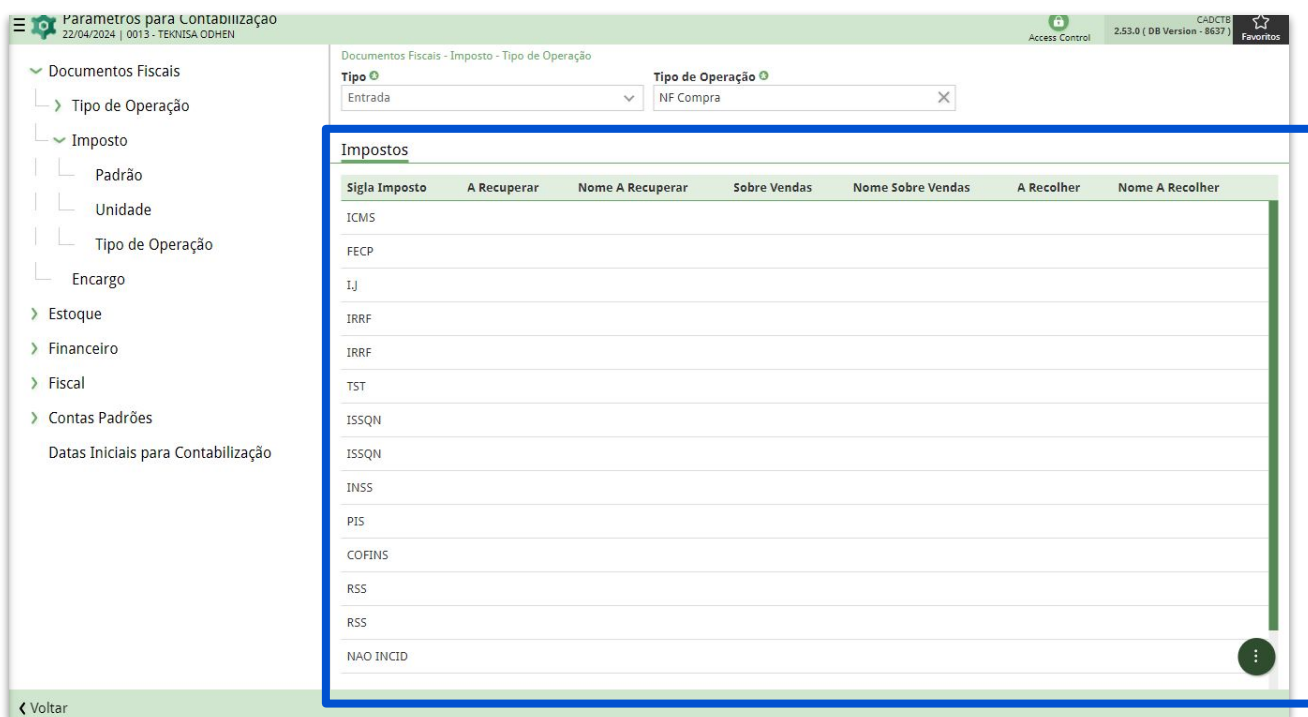 Parâmetros para Contabilização
22/04/2024 | 0013 - TEKNISA ODHEN
Access Control
CADCTB
2.53.0 ( DB Version - 8637 )
Favoritos
Documentos Fiscais
Tipo de Operação
Imposto
Padrão
Unidade
Tipo de Operação
Encargo
Estoque
Financeiro
Fiscal
Contas Padrões
Datas Iniciais para Contabilização
Documentos Fiscais - Imposto - Tipo de Operação
Tipo Tipo de Operação
Entrada NF Compra
Impostos
Sigla Imposto A Recuperar Nome A Recuperar Sobre Vendas Nome Sobre Vendas A Recolher Nome A Recolher
ICMS
FECP
I.J
IRRF
IRRF
TST
ISSQN
ISSQN
INSS
PIS
COFINS
RSS
RSS
NAO INCID
Voltar